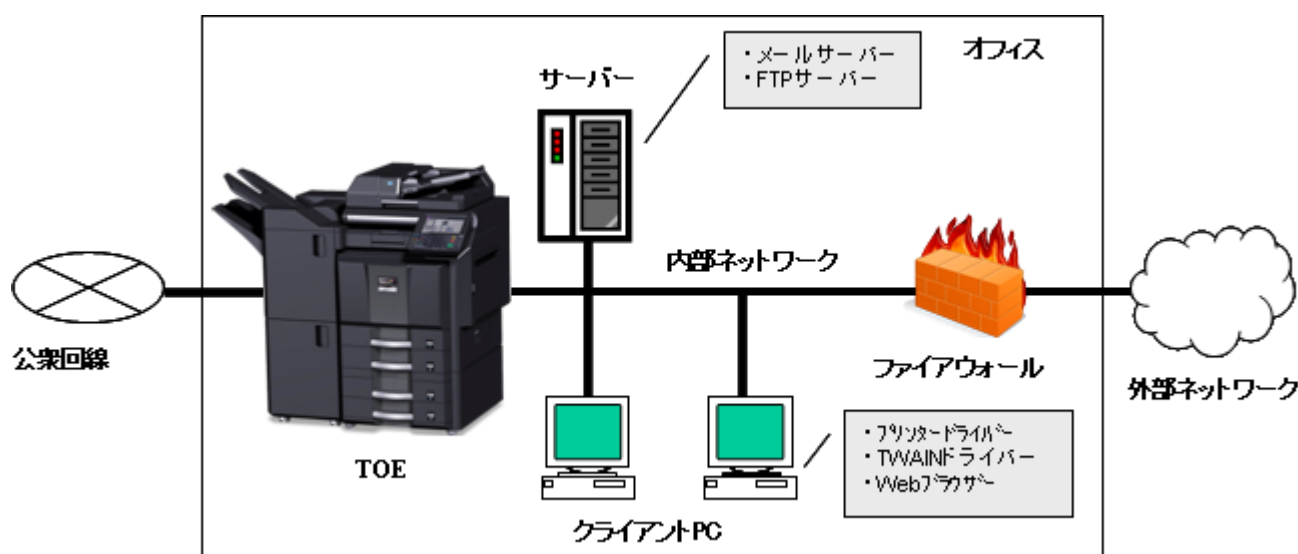 オフィス
・メールサーバー
・FTPサーバー
サーバー
内部ネットワーク
公衆回線
ファイアウォール
外部ネットワーク
TOE
・プリンタードライバー
・TWAINドライバー
・Webブラウザー
クライアントPC